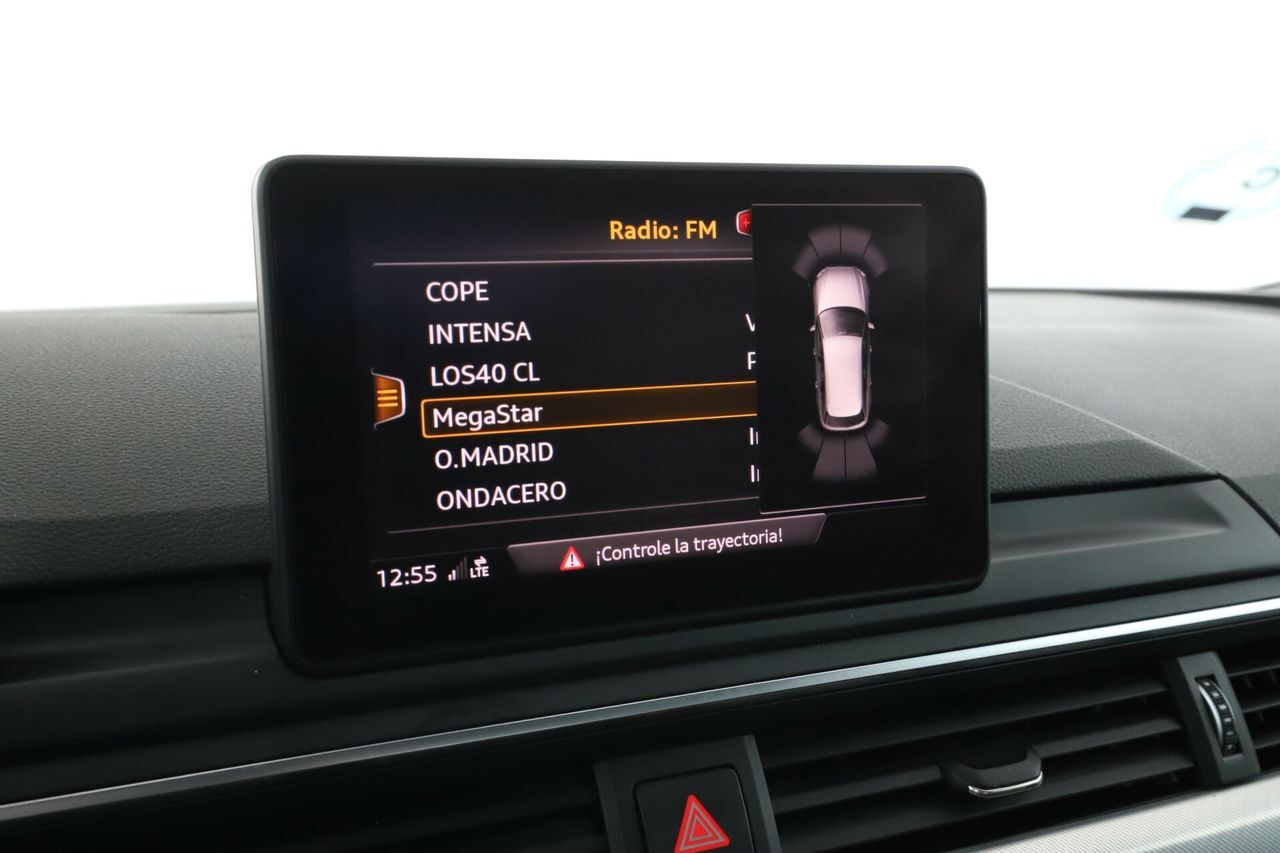 Radio: FM
COPE
INTENSA
LOS40 CL
MegaStar
O.MADRID
ONDACERO
12:55 LTE ¡Controle la trayectoria!